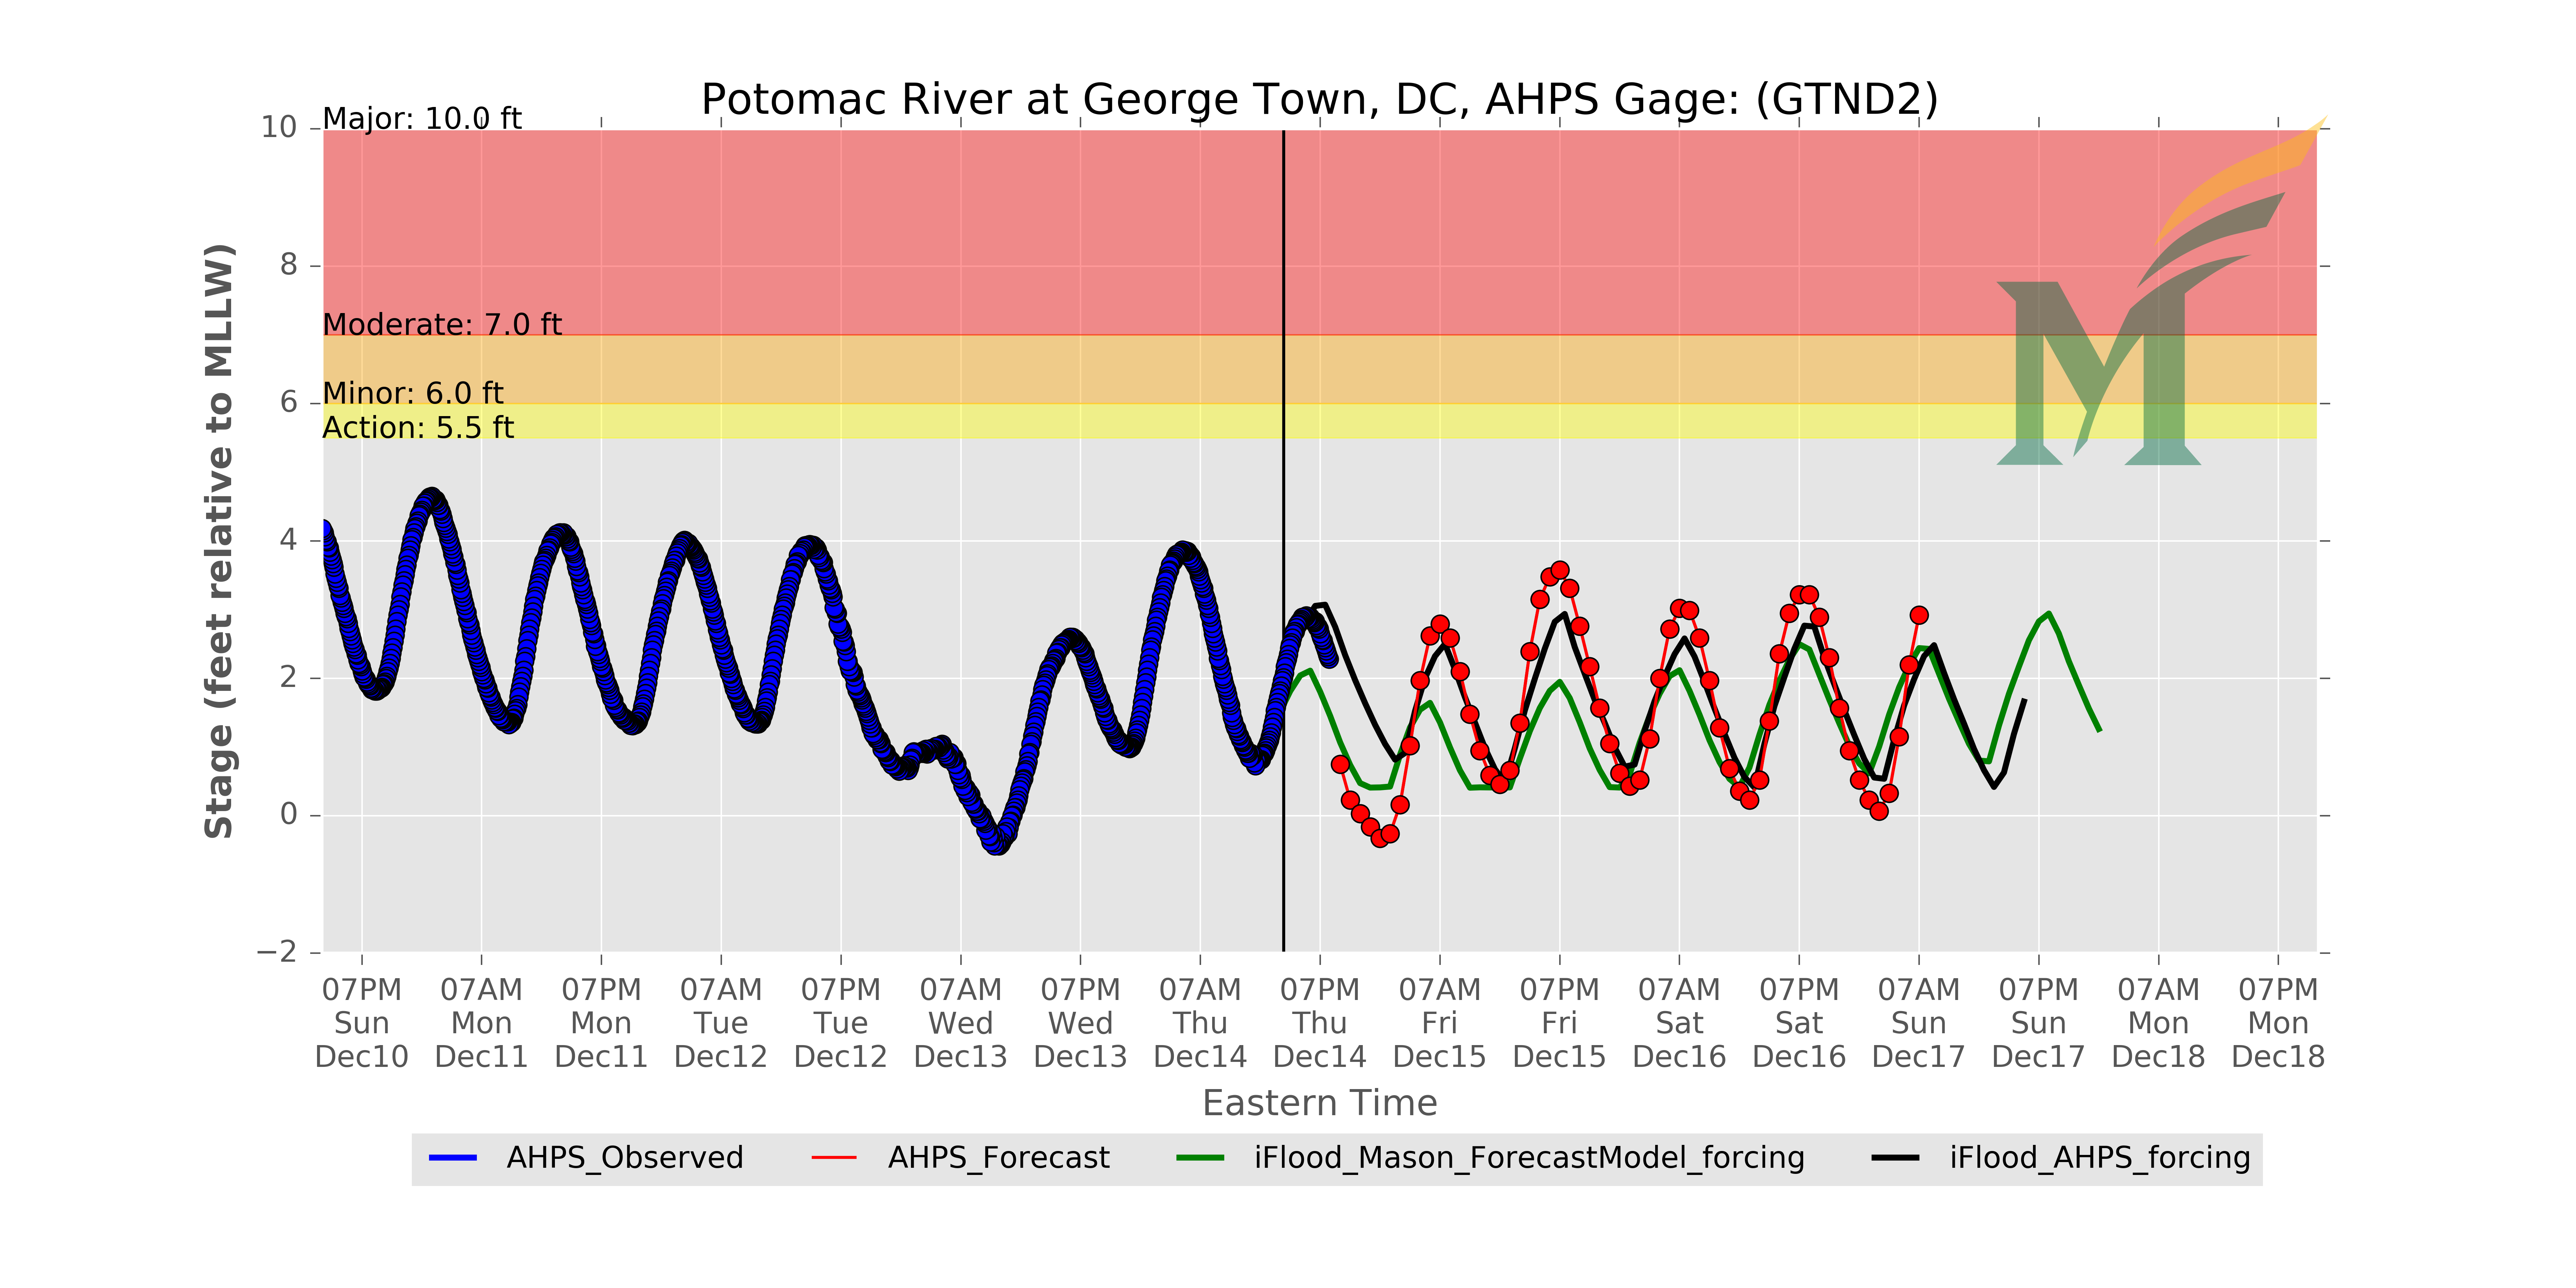 Potomac River at George Town, DC, AHPS Gage: (GTND2)
Major: 10.0 ft
Moderate: 7.0 ft
Minor: 6.0 ft
Action: 5.5 ft
Stage (feet relative to MLLW)
10
8
6
4
2
0
−2
07PM 07AM 07PM 07AM 07PM 07AM 07PM 07AM 07PM 07AM 07PM 07AM 07PM 07AM 07PM 07AM 07PM
Sun Mon Mon Tue Tue Wed Wed Thu Thu Fri Fri Sat Sat Sun Sun Mon Mon
Dec10 Dec11 Dec11 Dec12 Dec12 Dec13 Dec13 Dec14 Dec14 Dec15 Dec15 Dec16 Dec16 Dec17 Dec17 Dec18 Dec18
Eastern Time
AHPS_Observed AHPS_Forecast iFlood_Mason_ForecastModel_forcing iFlood_AHPS_forcing